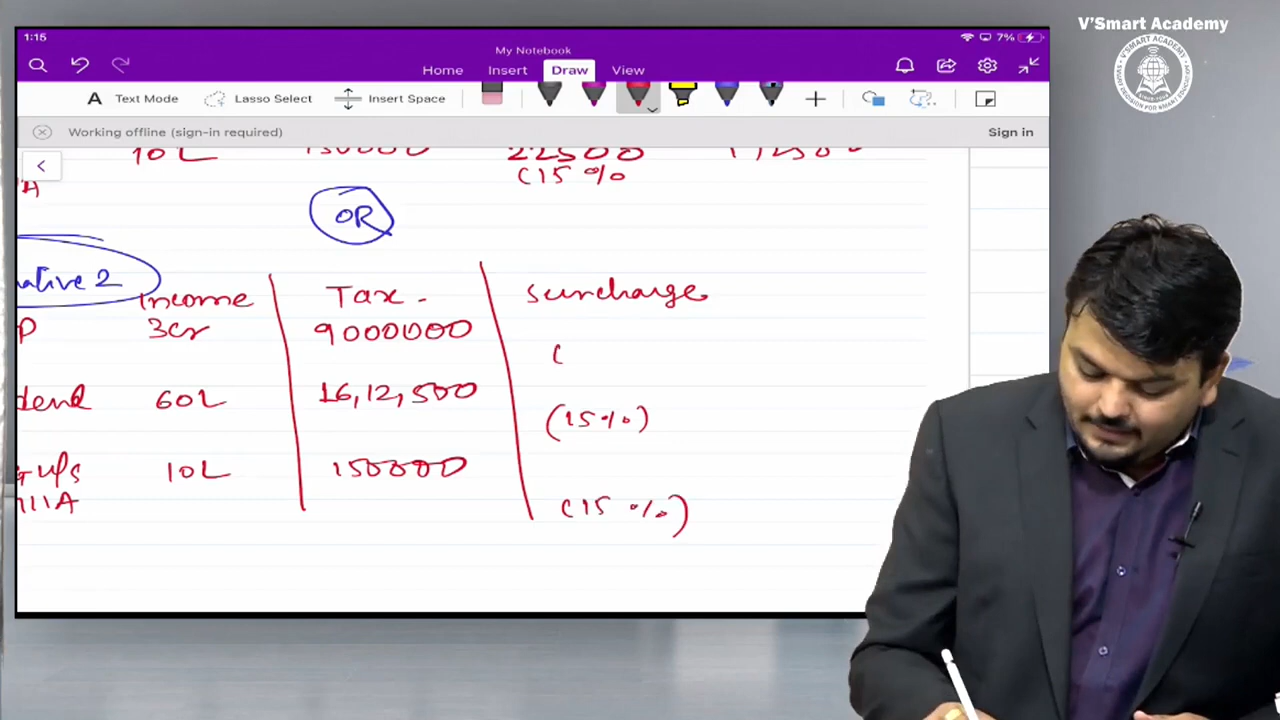 V'Smart Academy
1:15
7%
My Notebook
Home Insert Draw View
Text Mode Lasso Select Insert Space
Working offline (sign-in required) Sign in
10L 150000 22500
(15%
OR
ative 2
Income Tax Surcharge
P 3cr 9000000
(
dend 60L 16,12,500
(15%)
10L 150000
111A
(15%)